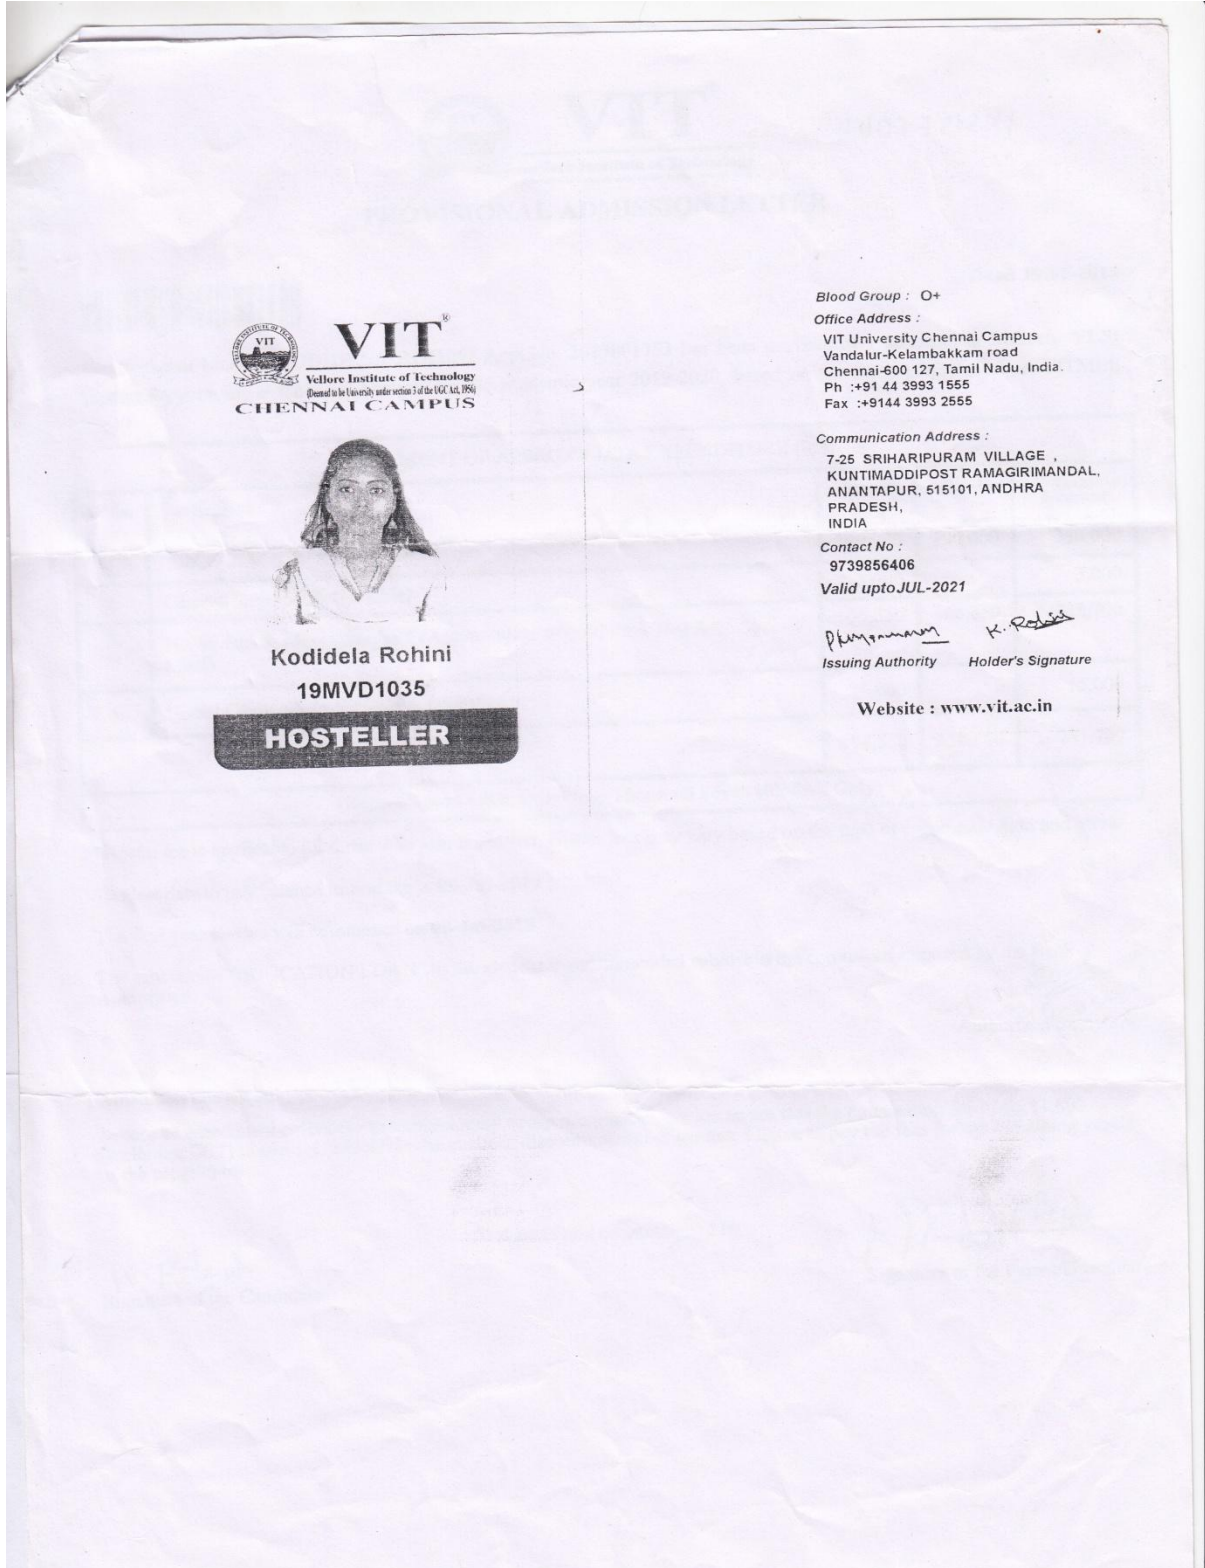 VIT®
VIT
Vellore Institute of Technology
(Deemed to be University under section 3 of the UGC Act, 1956)
CHENNAI CAMPUS
Kodidela Rohini
19MVD1035
HOSTELLER
Blood Group : O+
Office Address :
VIT University Chennai Campus
Vandalur-Kelambakkam road
Chennai-600 127, Tamil Nadu, India.
Ph :+91 44 3993 1555
Fax :+9144 3993 2555
Communication Address :
7-25 SRIHARIPURAM VILLAGE ,
KUNTIMADDIPOST RAMAGIRIMANDAL,
ANANTAPUR, 515101, ANDHRA
PRADESH,
INDIA
Contact No :
9739856406
Valid upto JUL-2021
K. Rohini
Issuing Authority Holder's Signature
Website : www.vit.ac.in